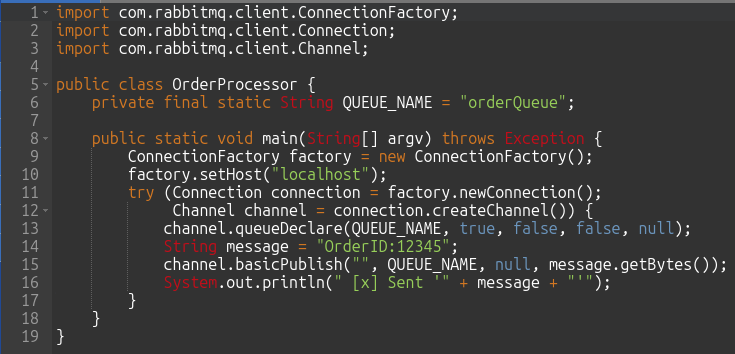 1 import com.rabbitmq.client.ConnectionFactory;
2 import com.rabbitmq.client.Connection;
3 import com.rabbitmq.client.Channel;
4
5 public class OrderProcessor {
6     private final static String QUEUE_NAME = "orderQueue";
7
8     public static void main(String[] argv) throws Exception {
9         ConnectionFactory factory = new ConnectionFactory();
10         factory.setHost("localhost");
11         try (Connection connection = factory.newConnection();
12              Channel channel = connection.createChannel()) {
13             channel.queueDeclare(QUEUE_NAME, true, false, false, null);
14             String message = "OrderID:12345";
15             channel.basicPublish("", QUEUE_NAME, null, message.getBytes());
16             System.out.println(" [x] Sent '" + message + "'");
17         }
18     }
19 }